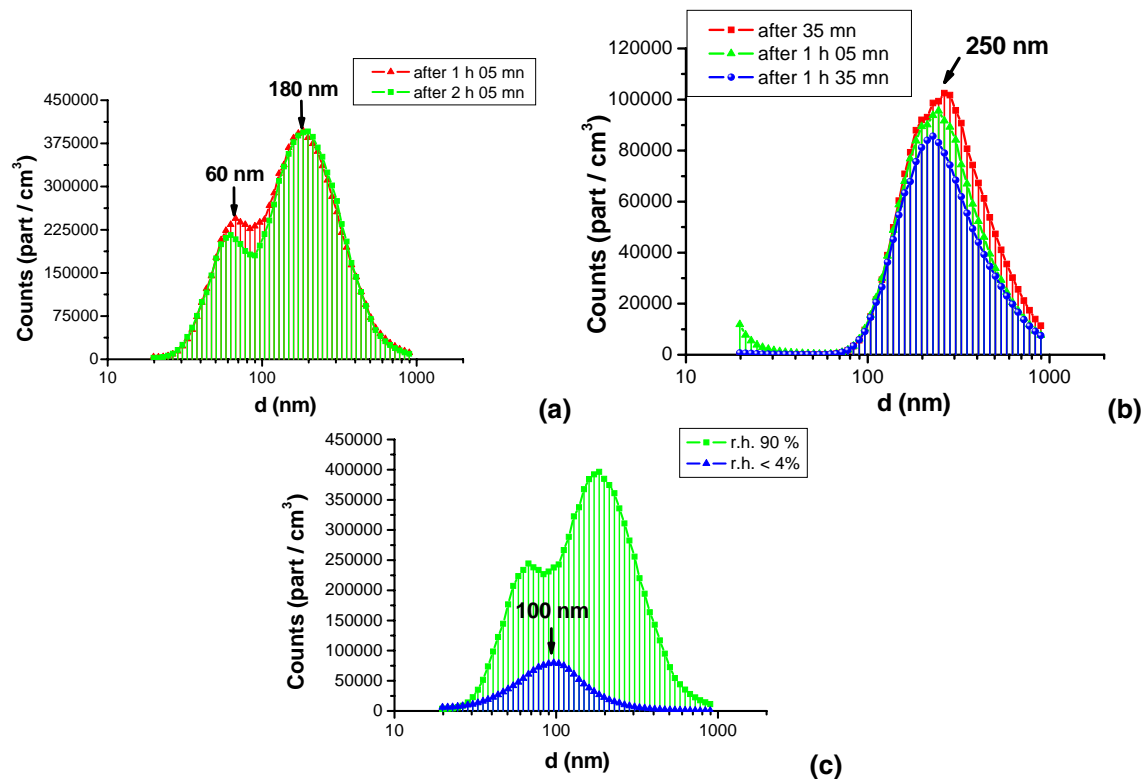 after 1 h 05 mn
after 2 h 05 mn
180 nm
60 nm
450000
375000
300000
225000
150000
75000
0
Counts (part / cm³)
10
100
1000
d (nm)
(a)
after 35 mn
after 1 h 05 mn
after 1 h 35 mn
250 nm
120000
100000
80000
60000
40000
20000
0
Counts (part / cm³)
10
100
1000
d (nm)
(b)
r.h. 90 %
r.h. < 4%
450000
400000
350000
300000
250000
200000
150000
100000
50000
0
Counts (part / cm³)
100 nm
10
100
1000
d (nm)
(c)